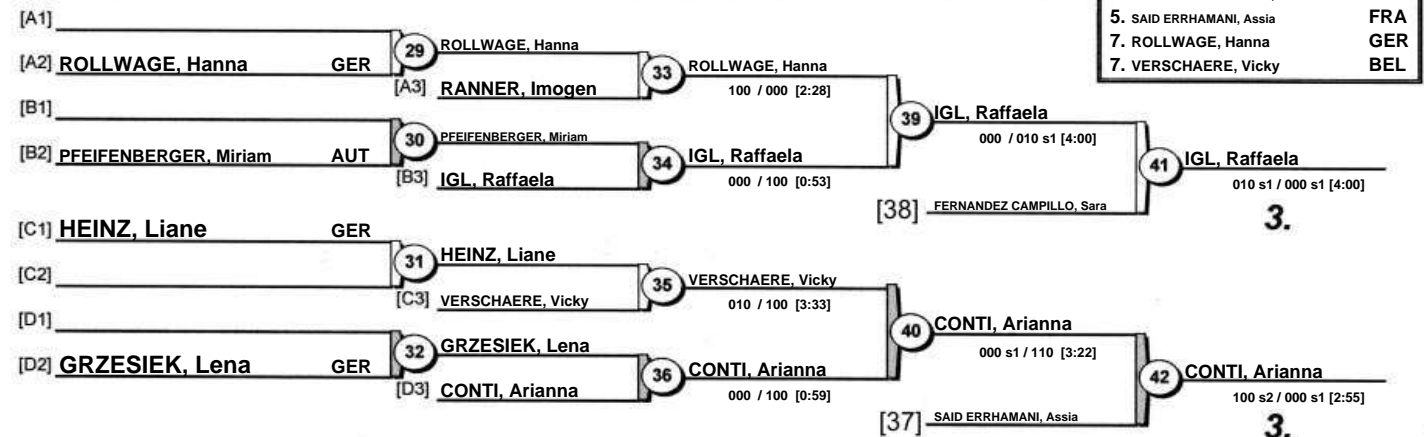 5. SAID ERRHAMANI, Assia FRA
7. ROLLWAGE, Hanna GER
7. VERSCHAERE, Vicky BEL
[A1]
[A2] ROLLWAGE, Hanna GER
29 ROLLWAGE, Hanna
[A3] RANNER, Imogen
33 ROLLWAGE, Hanna
100 / 000 [2:28]
[B1]
[B2] PFEIFENBERGER, Miriam AUT
30 PFEIFENBERGER, Miriam
[B3] IGL, Raffaela
34 IGL, Raffaela
000 / 100 [0:53]
39 IGL, Raffaela
000 / 010 s1 [4:00]
[38] FERNANDEZ CAMPILLO, Sara
41 IGL, Raffaela
010 s1 / 000 s1 [4:00]
3.
[C1] HEINZ, Liane GER
[C2]
31 HEINZ, Liane
[C3] VERSCHAERE, Vicky
35 VERSCHAERE, Vicky
010 / 100 [3:33]
[D1]
[D2] GRZESIEK, Lena GER
32 GRZESIEK, Lena
[D3] CONTI, Arianna
36 CONTI, Arianna
000 / 100 [0:59]
40 CONTI, Arianna
000 s1 / 110 [3:22]
[37] SAID ERRHAMANI, Assia
42 CONTI, Arianna
100 s2 / 000 s1 [2:55]
3.